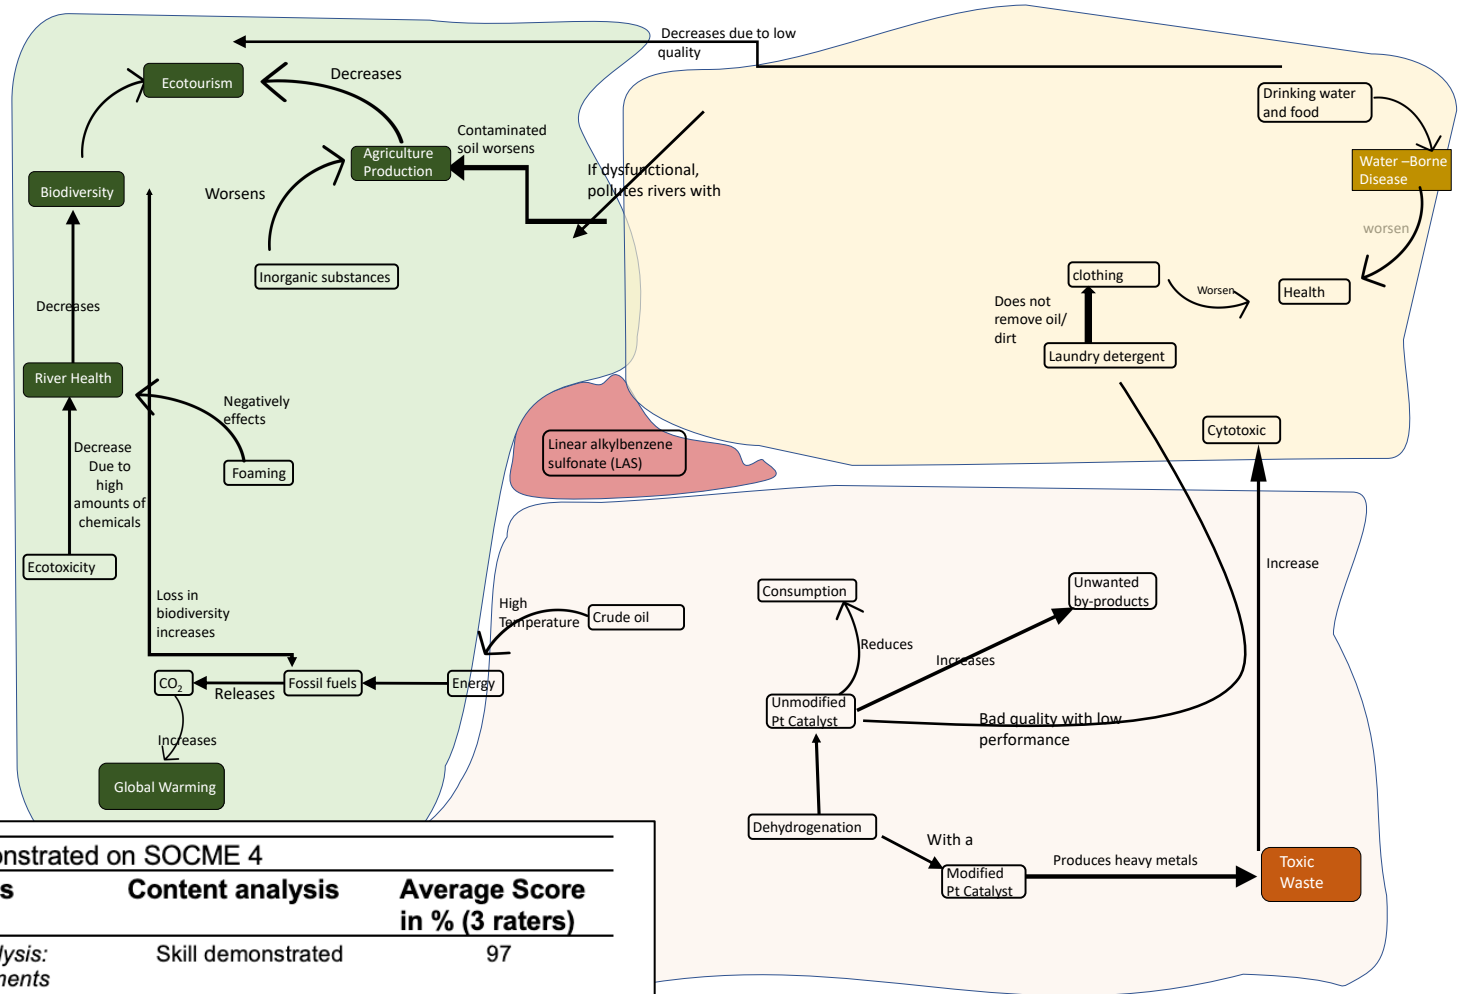 Decreases due to low
quality
Ecotourism
Decreases
Drinking water
and food
Contaminated
soil worsens
Agriculture
Production
If dysfunctional,
pollutes rivers with
Water –Borne
Disease
Biodiversity
Worsens
worsen
Inorganic substances
clothing
Worsen
Health
Does not
remove oil/
dirt
Decreases
Laundry detergent
River Health
Negatively
effects
Cytotoxic
Linear alkylbenzene
sulfonate (LAS)
Decrease
Due to
high
amounts of
chemicals
Foaming
Ecotoxicity
Increase
Loss in
biodiversity
increases
High
Temperature
Crude oil
Consumption
Unwanted
by-products
Reduces
Increases
CO₂
Releases
Fossil fuels
Energy
Unmodified
Pt Catalyst
Bad quality with low
performance
Increases
Global Warming
Dehydrogenation
With a
Modified
Pt Catalyst
Produces heavy metals
Toxic
Waste
nstrated on SOCME 4
s Content analysis Average Score
in % (3 raters)
lysis: Skill demonstrated 97
nents